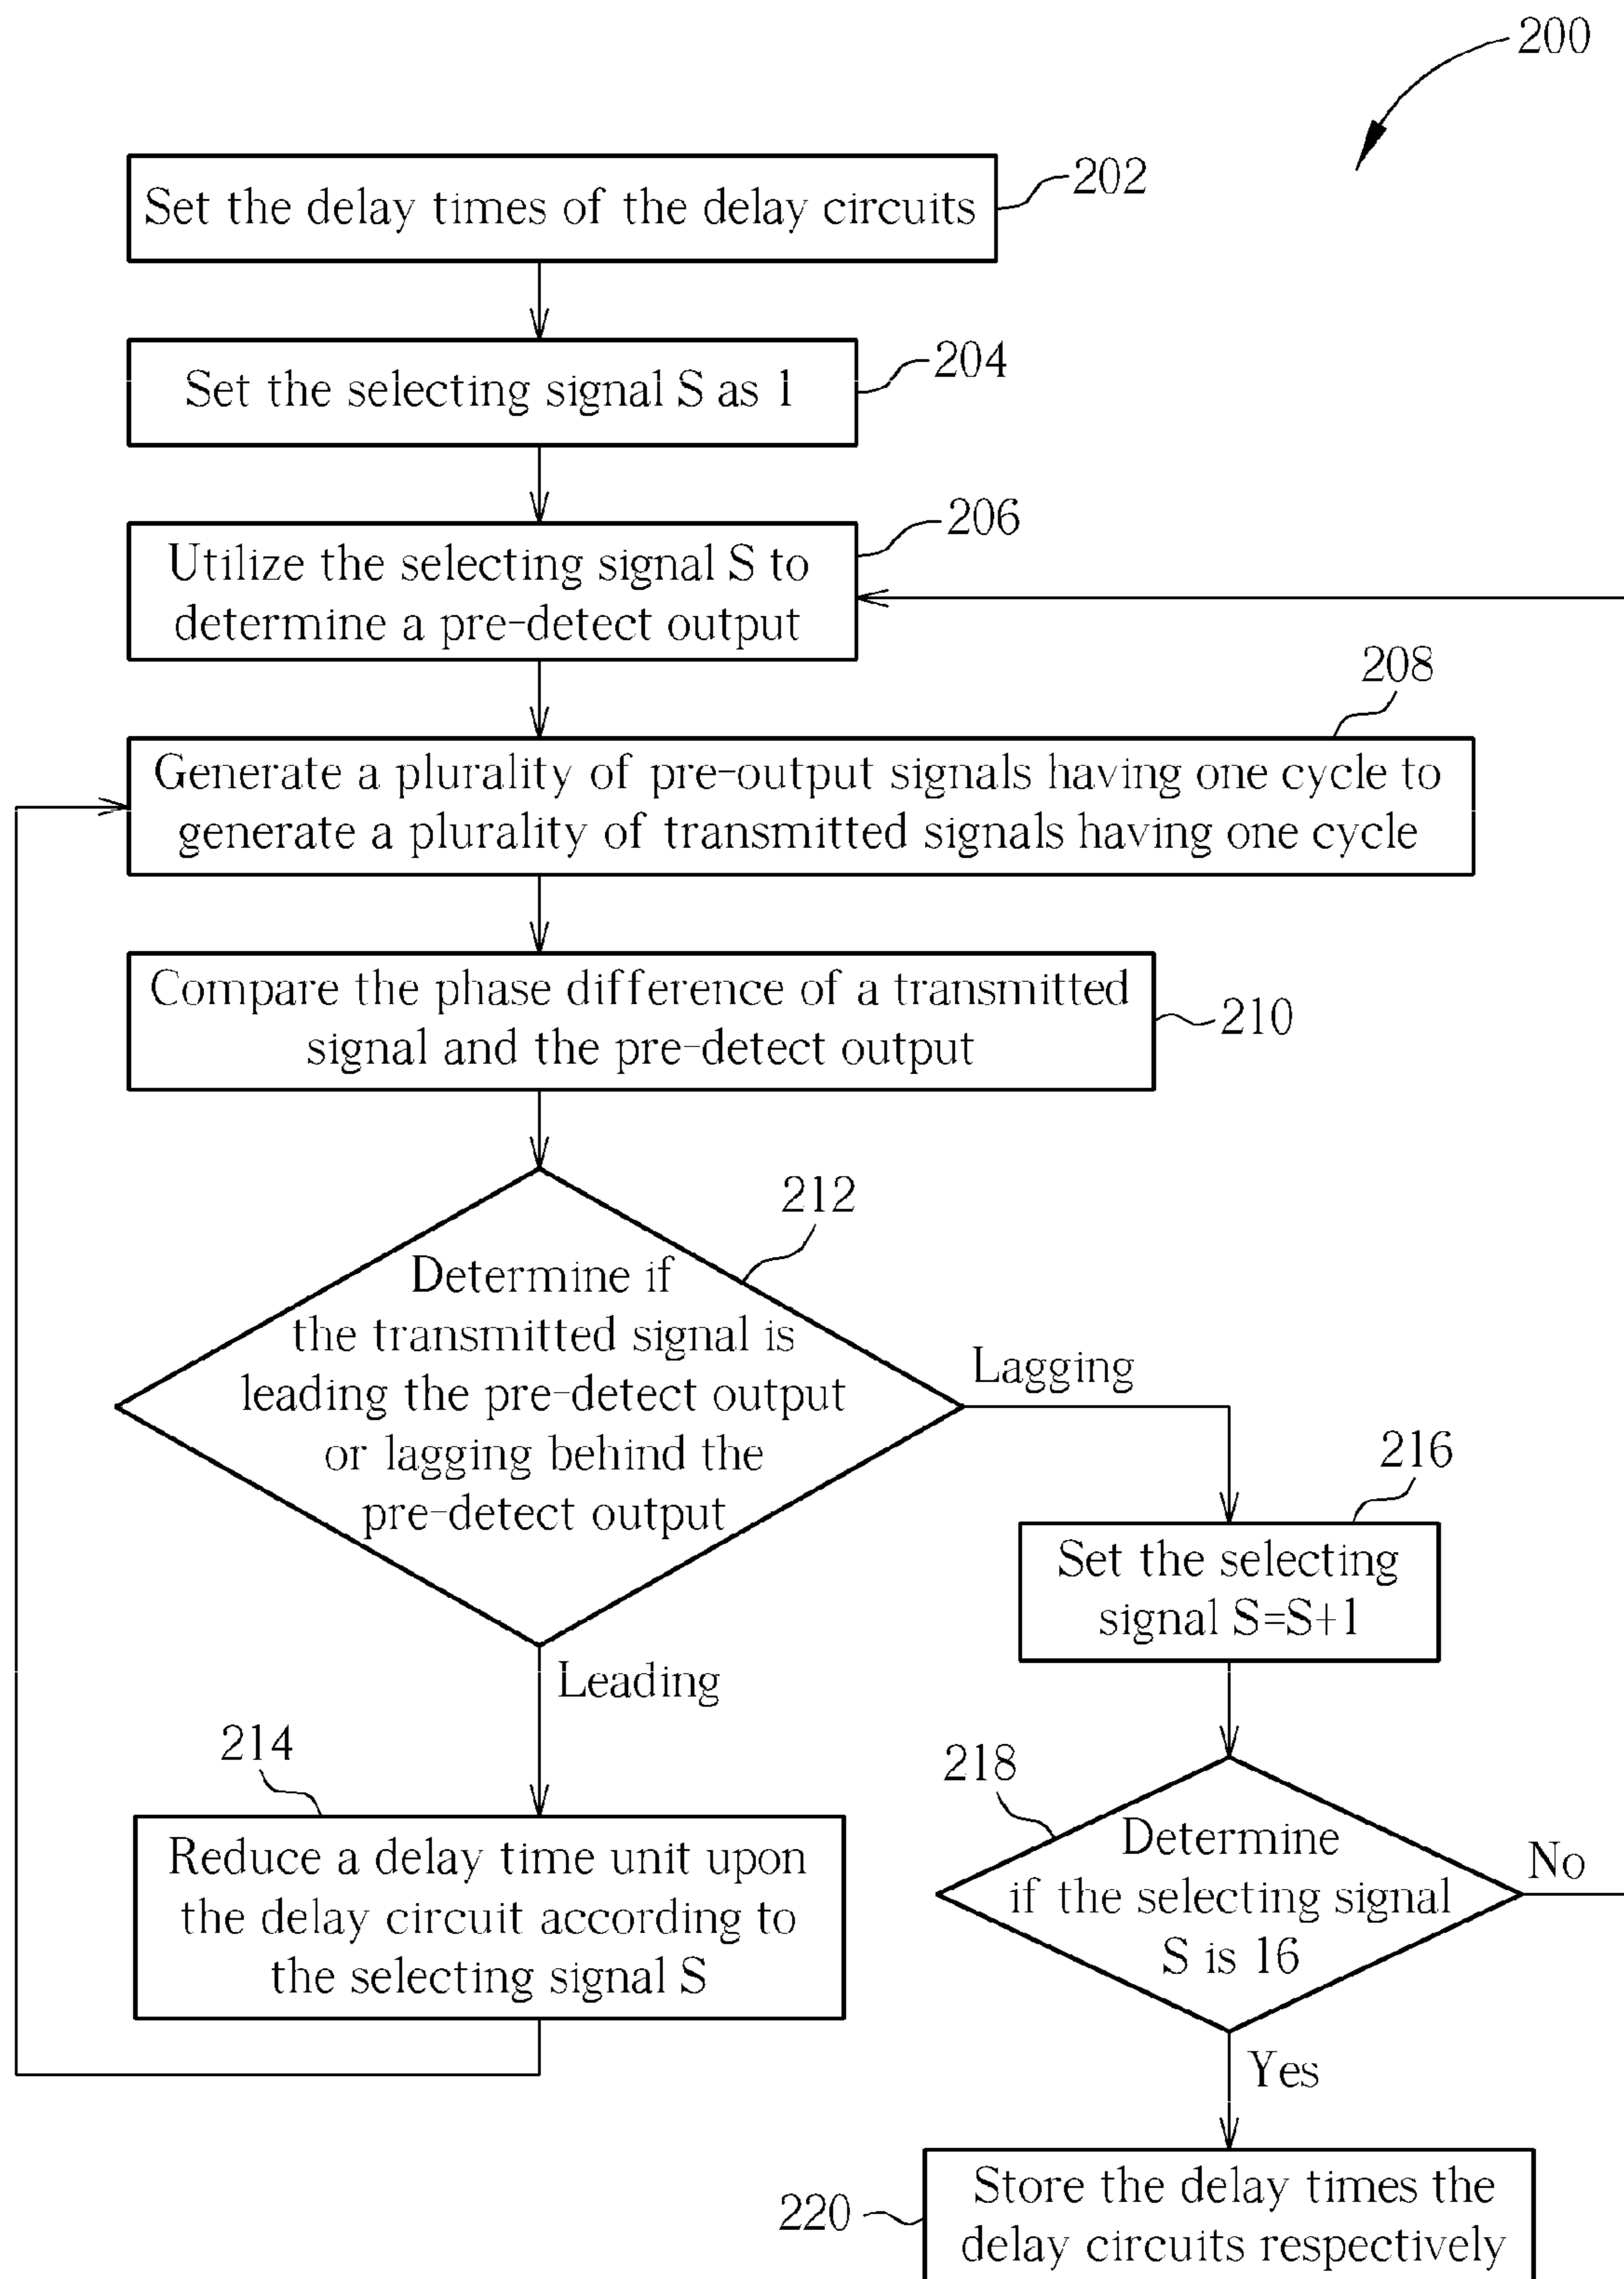 200
Set the delay times of the delay circuits
202
Set the selecting signal S as 1
204
Utilize the selecting signal S to
determine a pre-detect output
206
208
Generate a plurality of pre-output signals having one cycle to
generate a plurality of transmitted signals having one cycle
Compare the phase difference of a transmitted
signal and the pre-detect output
210
212
Determine if
the transmitted signal is
leading the pre-detect output
or lagging behind the
pre-detect output
Lagging
Leading
216
Set the selecting
signal S=S+1
214
Reduce a delay time unit upon
the delay circuit according to
the selecting signal S
218
Determine
if the selecting signal
S is 16
No
Yes
220
Store the delay times the
delay circuits respectively